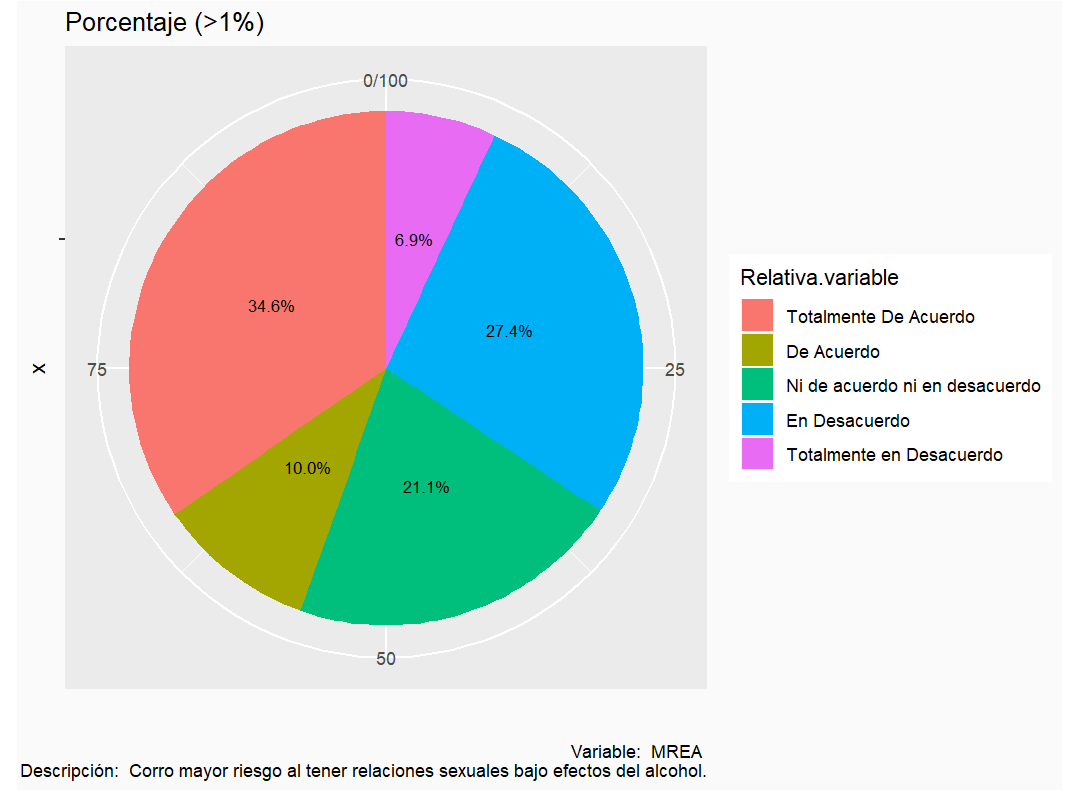 Porcentaje (>1%)
0/100
6.9%
34.6%
27.4%
x
75
25
10.0%
21.1%
50
Relativa.variable
Totalmente De Acuerdo
De Acuerdo
Ni de acuerdo ni en desacuerdo
En Desacuerdo
Totalmente en Desacuerdo
Variable:  MREA
Descripción:  Corro mayor riesgo al tener relaciones sexuales bajo efectos del alcohol.